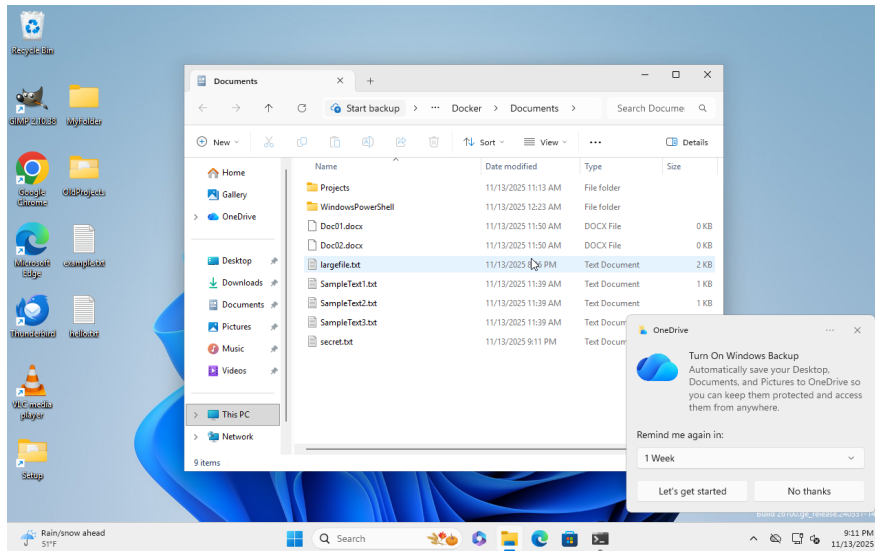 Recycle Bin
GIMP 2.10.38
MyFolder
Google Chrome
OldProjects
Microsoft Edge
example.txt
Thunderbird
hello.txt
VLC media player
Setup
Documents
Start backup
Docker
Documents
Search Docume
New
Sort
View
Details
Home
Gallery
OneDrive
Desktop
Downloads
Documents
Pictures
Music
Videos
This PC
Network
Name Date modified Type Size
Projects 11/13/2025 11:13 AM File folder
WindowsPowerShell 11/13/2025 12:23 AM File folder
Doc01.docx 11/13/2025 11:50 AM DOCX File 0 KB
Doc02.docx 11/13/2025 11:50 AM DOCX File 0 KB
largefile.txt 11/13/2025 PM Text Document 2 KB
SampleText1.txt 11/13/2025 11:39 AM Text Document 1 KB
SampleText2.txt 11/13/2025 11:39 AM Text Document 1 KB
SampleText3.txt 11/13/2025 11:39 AM Text Docum
secret.txt 11/13/2025 9:11 PM Text Docum
9 items
OneDrive
Turn On Windows Backup
Automatically save your Desktop,
Documents, and Pictures to OneDrive so
you can keep them protected and access
them from anywhere.
Remind me again in:
1 Week
Let's get started
No thanks
Rain/snow ahead
51°F
Search
9:11 PM
11/13/2025